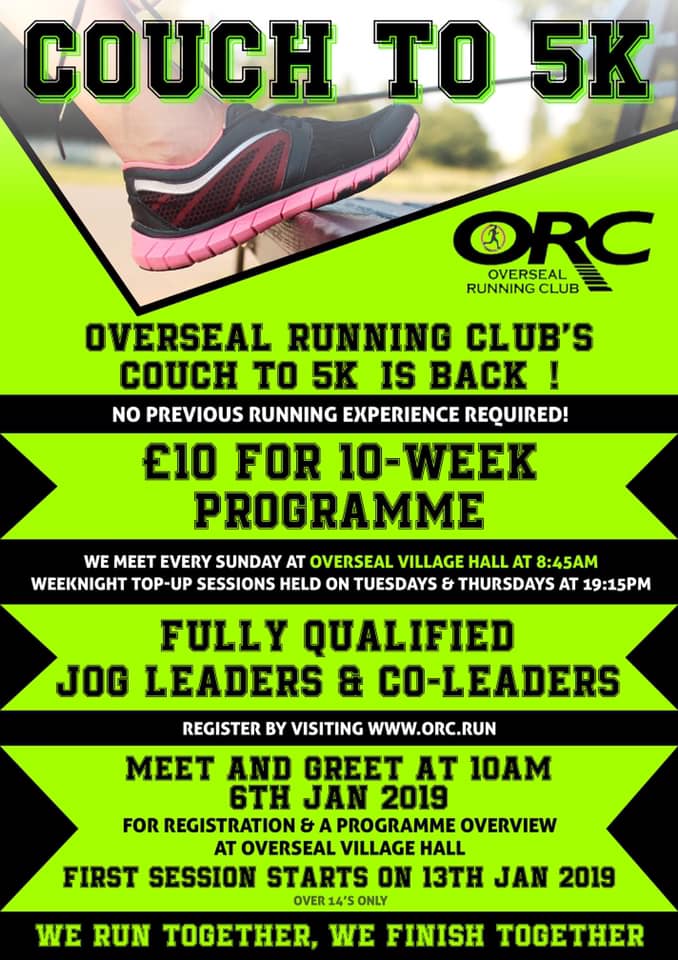 COUCH TO 5K
ORC
OVERSEAL
RUNNING CLUB
OVERSEAL RUNNING CLUB'S
COUCH TO 5K IS BACK !
NO PREVIOUS RUNNING EXPERIENCE REQUIRED!
£10 FOR 10-WEEK
PROGRAMME
WE MEET EVERY SUNDAY AT OVERSEAL VILLAGE HALL AT 8:45AM
WEEKNIGHT TOP-UP SESSIONS HELD ON TUESDAYS & THURSDAYS AT 19:15PM
FULLY QUALIFIED
JOG LEADERS & CO-LEADERS
REGISTER BY VISITING WWW.ORC.RUN
MEET AND GREET AT 10AM
6TH JAN 2019
FOR REGISTRATION & A PROGRAMME OVERVIEW
AT OVERSEAL VILLAGE HALL
FIRST SESSION STARTS ON 13TH JAN 2019
OVER 14'S ONLY
WE RUN TOGETHER, WE FINISH TOGETHER